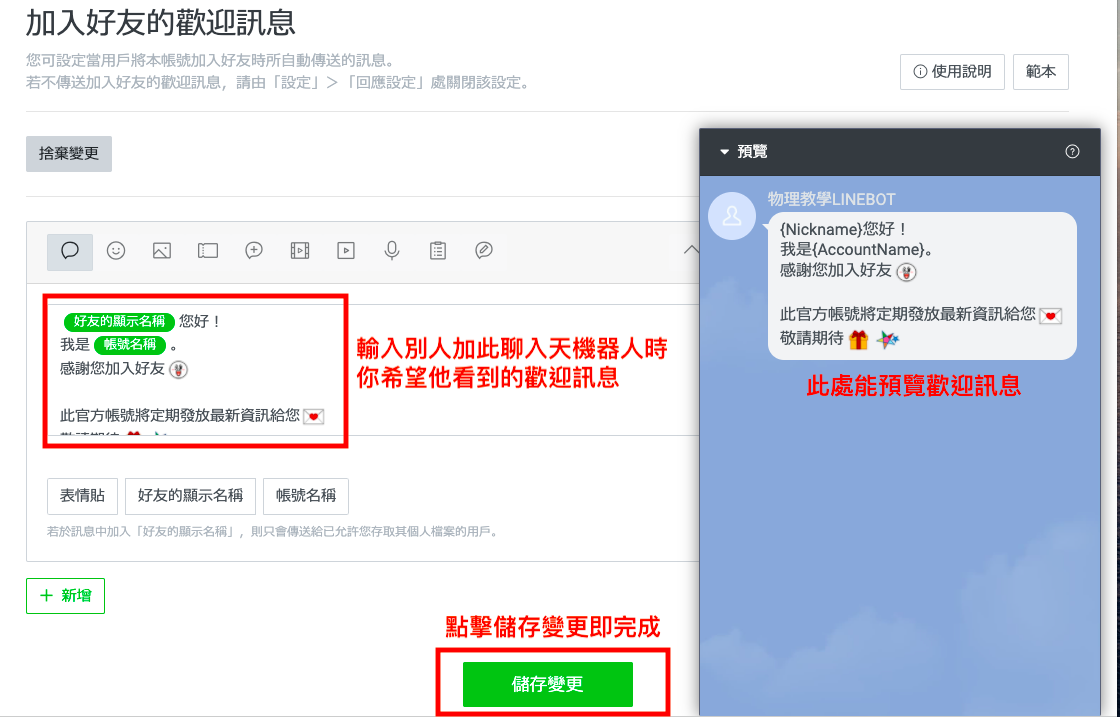 加入好友的歡迎訊息
您可設定當用戶將本帳號加入好友時所自動傳送的訊息。
若不傳送加入好友的歡迎訊息，請由「設定」＞「回應設定」處關閉該設定。
使用說明
範本
捨棄變更
好友的顯示名稱 您好！
我是 帳號名稱 。
感謝您加入好友
此官方帳號將定期發放最新資訊給您
敬請期待
輸入別人加此聊入天機器人時
你希望他看到的歡迎訊息
表情貼
好友的顯示名稱
帳號名稱
若於訊息中加入「好友的顯示名稱」，則只會傳送給已允許您存取其個人檔案的用戶。
+ 新增
點擊儲存變更即完成
儲存變更
預覽
物理教學LINEBOT
{Nickname}您好！
我是{AccountName}。
感謝您加入好友
此官方帳號將定期發放最新資訊給您
敬請期待
此處能預覽歡迎訊息